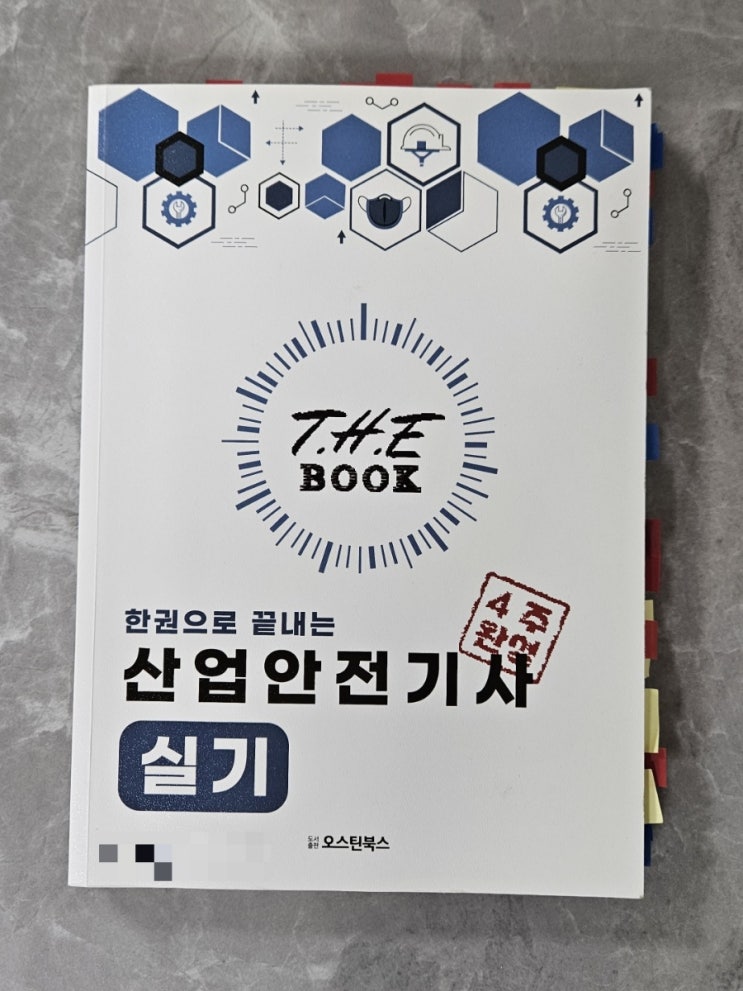 T.H.E
BOOK
4주
완성
한권으로 끝내는
산업안전기사
실기
도서
출판
오스틴북스